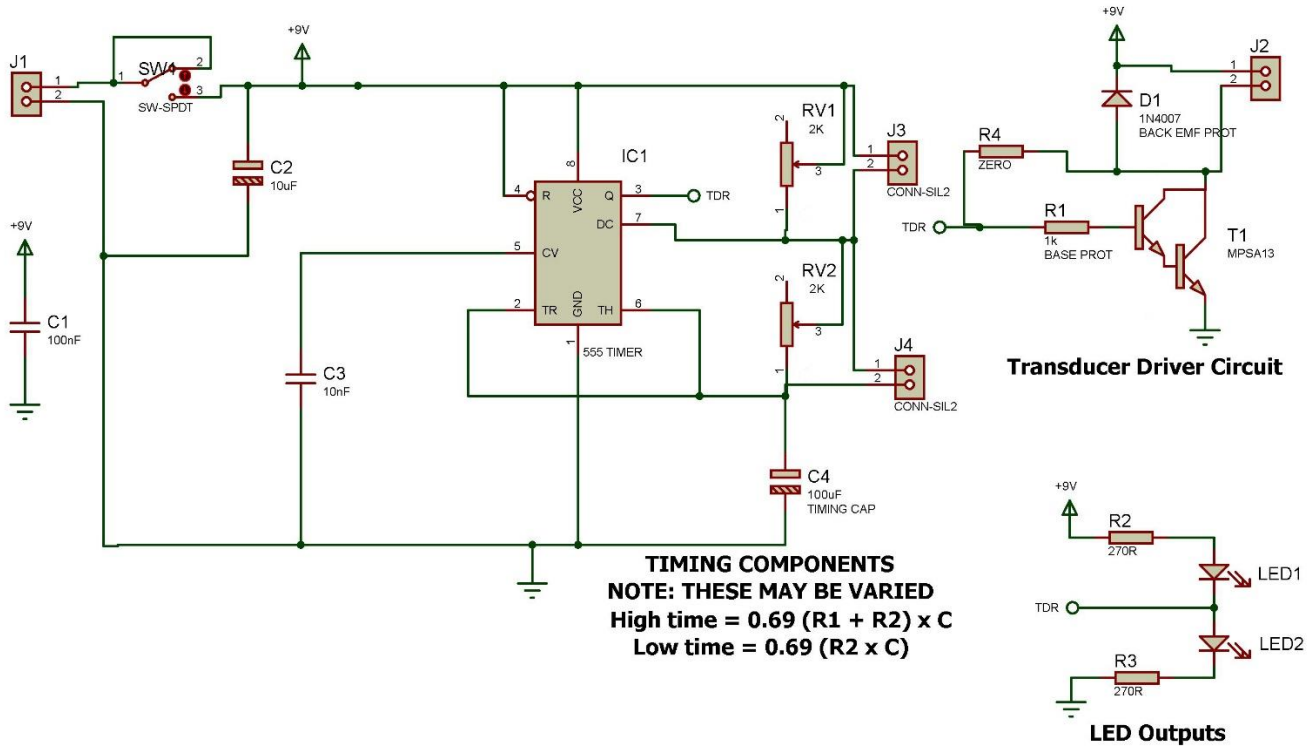 +9V
J1
1
2
1
SW1
2
3
SW-SPDT
C2
10uF
+9V
C1
100nF
C3
10nF
IC1
8
4
R
VCC
Q
3
TDR
DC
7
5
CV
2
TR
GND
TH
6
1
555 TIMER
RV1
2K
2
3
1
J3
1
2
CONN-SIL2
RV2
2K
2
3
1
J4
1
2
CONN-SIL2
C4
100uF
TIMING CAP
TIMING COMPONENTS
NOTE: THESE MAY BE VARIED
High time = 0.69 (R1 + R2) x C
Low time = 0.69 (R2 x C)
+9V
J2
1
2
D1
1N4007
BACK EMF PROT
R4
ZERO
TDR
R1
1k
BASE PROT
T1
MPSA13
Transducer Driver Circuit
+9V
R2
270R
LED1
TDR
LED2
R3
270R
LED Outputs